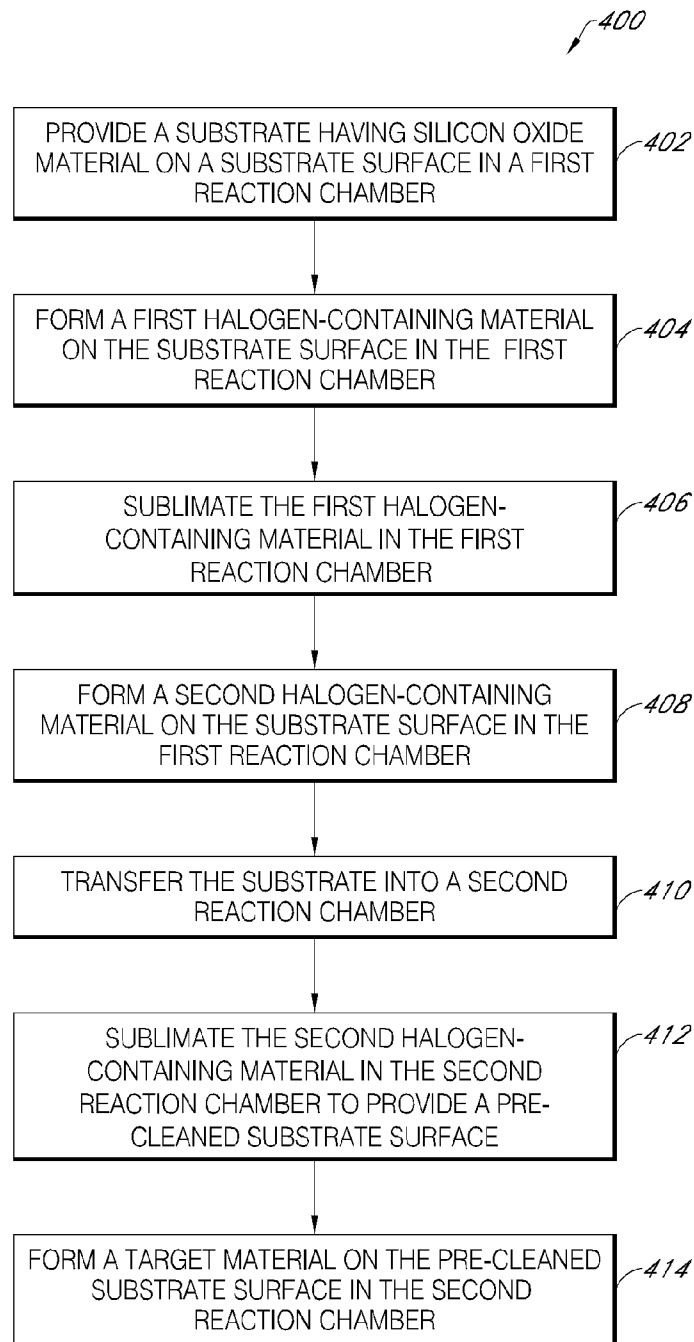 400
PROVIDE A SUBSTRATE HAVING SILICON OXIDE
MATERIAL ON A SUBSTRATE SURFACE IN A FIRST
REACTION CHAMBER
402
FORM A FIRST HALOGEN-CONTAINING MATERIAL
ON THE SUBSTRATE SURFACE IN THE FIRST
REACTION CHAMBER
404
SUBLIMATE THE FIRST HALOGEN-
CONTAINING MATERIAL IN THE FIRST
REACTION CHAMBER
406
FORM A SECOND HALOGEN-CONTAINING
MATERIAL ON THE SUBSTRATE SURFACE IN THE
FIRST REACTION CHAMBER
408
TRANSFER THE SUBSTRATE INTO A SECOND
REACTION CHAMBER
410
SUBLIMATE THE SECOND HALOGEN-
CONTAINING MATERIAL IN THE SECOND
REACTION CHAMBER TO PROVIDE A PRE-
CLEANED SUBSTRATE SURFACE
412
FORM A TARGET MATERIAL ON THE PRE-CLEANED
SUBSTRATE SURFACE IN THE SECOND
REACTION CHAMBER
414